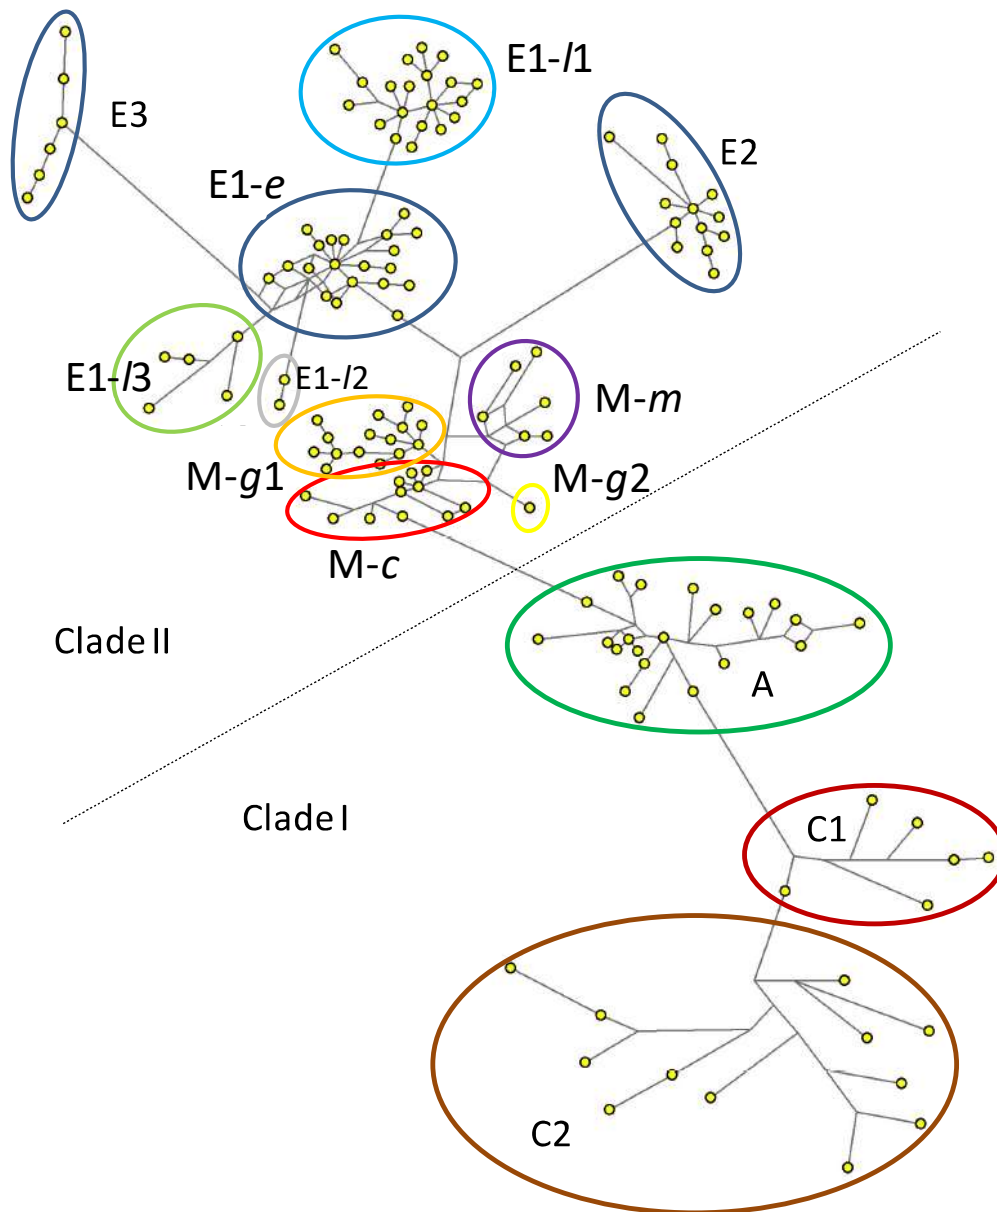 E1-l1
E3
E2
E1-e
E1-l3
E1-l2
M-m
M-g1
M-g2
M-c
Clade II
A
Clade I
C1
C2